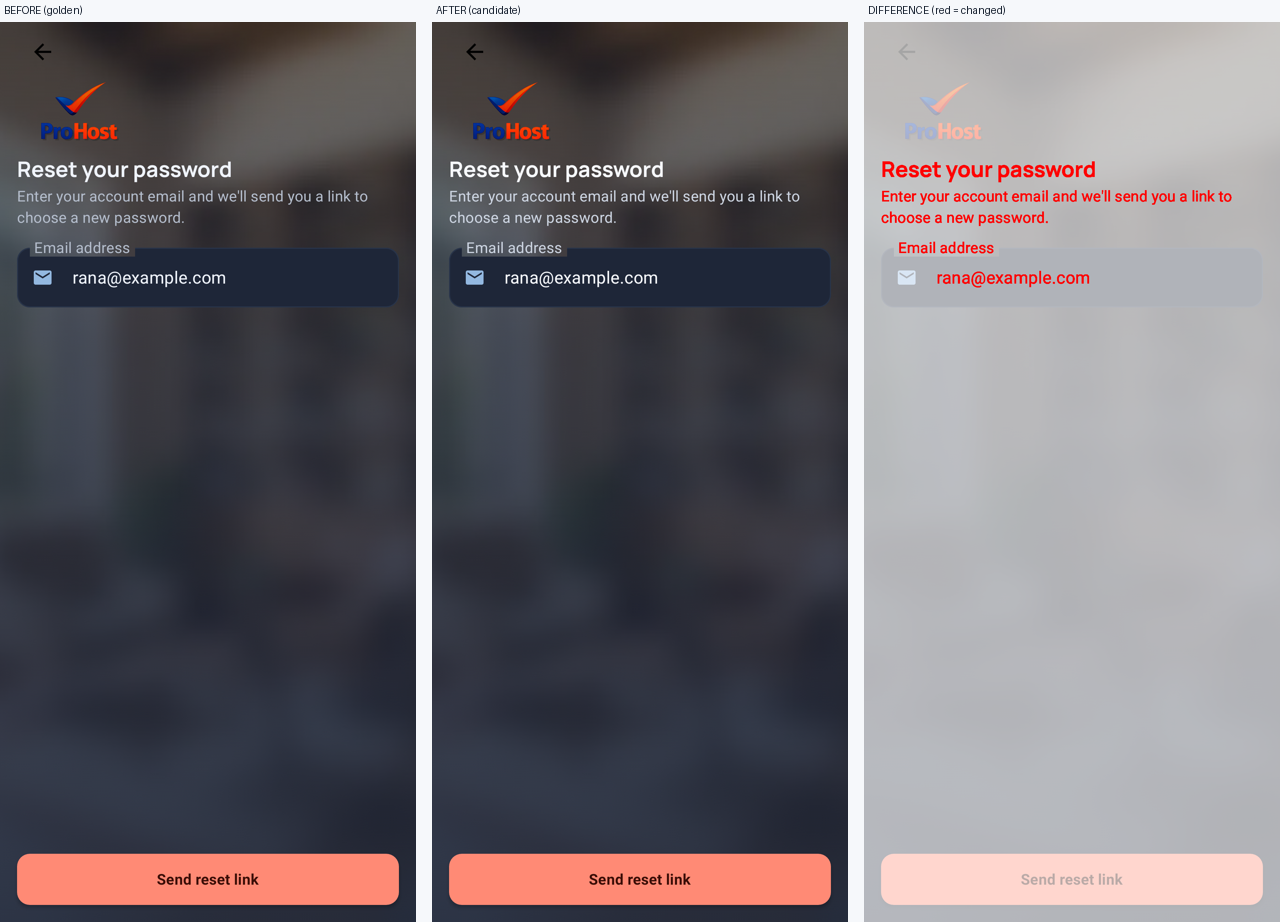 BEFORE (golden)
AFTER (candidate)
DIFFERENCE (red = changed)
ProHost
Reset your password
Enter your account email and we'll send you a link to
choose a new password.
Email address
rana@example.com
Send reset link
ProHost
Reset your password
Enter your account email and we'll send you a link to
choose a new password.
Email address
rana@example.com
Send reset link
ProHost
Reset your password
Enter your account email and we'll send you a link to
choose a new password.
Email address
rana@example.com
Send reset link